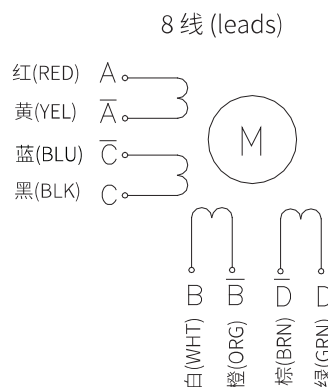 8 线 (leads)
红(RED) A
黄(YEL) A̅
蓝(BLU) C̅
黑(BLK) C
M
B B̅ D̅ D
白(WHT) 橙(ORG) 棕(BRN) 绿(GRN)